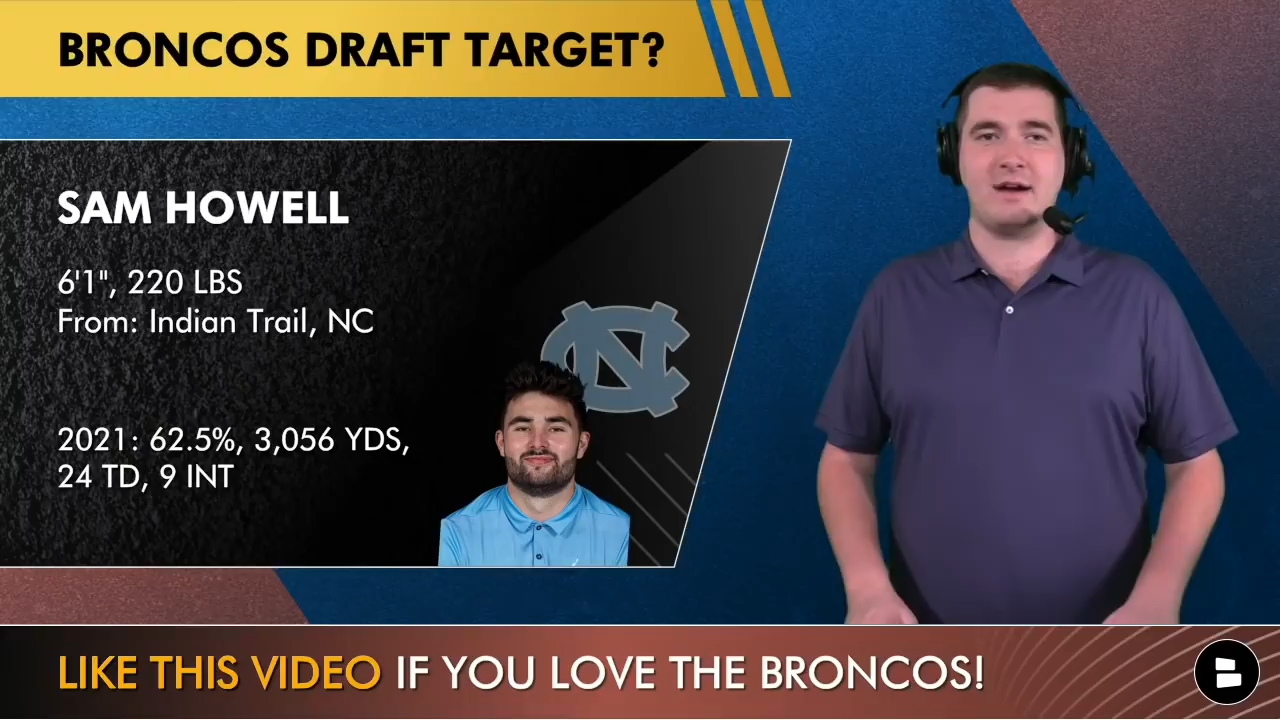 BRONCOS DRAFT TARGET?
SAM HOWELL
6'1", 220 LBS
From: Indian Trail, NC
2021: 62.5%, 3,056 YDS,
24 TD, 9 INT
LIKE THIS VIDEO IF YOU LOVE THE BRONCOS!